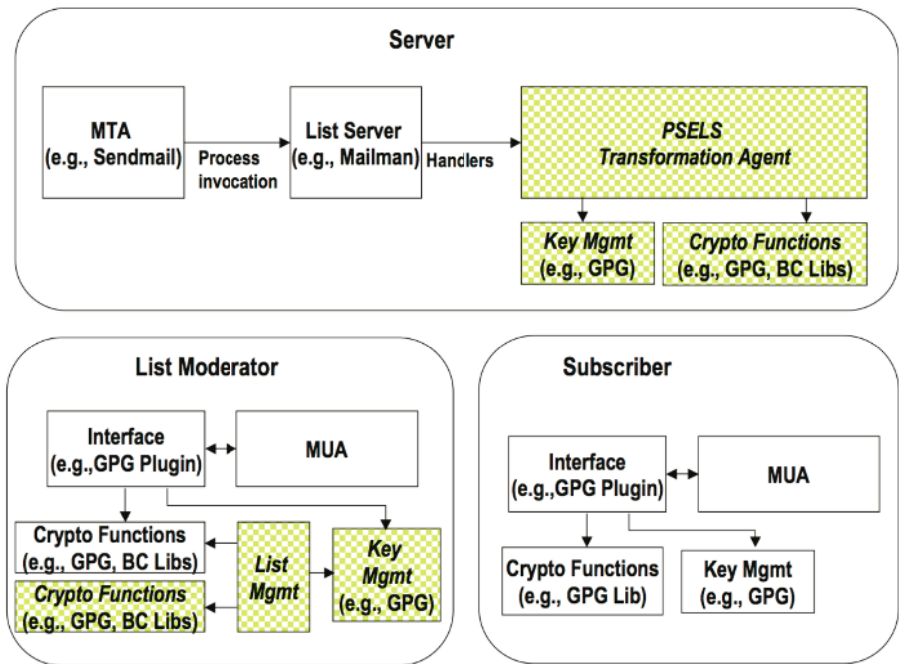 Server
MTA
(e.g., Sendmail)
Process
invocation
List Server
(e.g., Mailman)
Handlers
PSELS
Transformation Agent
Key Mgmt
(e.g., GPG)
Crypto Functions
(e.g., GPG, BC Libs)
List Moderator
Interface
(e.g.,GPG Plugin)
MUA
Crypto Functions
(e.g., GPG, BC Libs)
Crypto Functions
(e.g., GPG, BC Libs)
List
Mgmt
Key
Mgmt
(e.g., GPG)
Subscriber
Interface
(e.g.,GPG Plugin)
MUA
Crypto Functions
(e.g., GPG Lib)
Key Mgmt
(e.g., GPG)